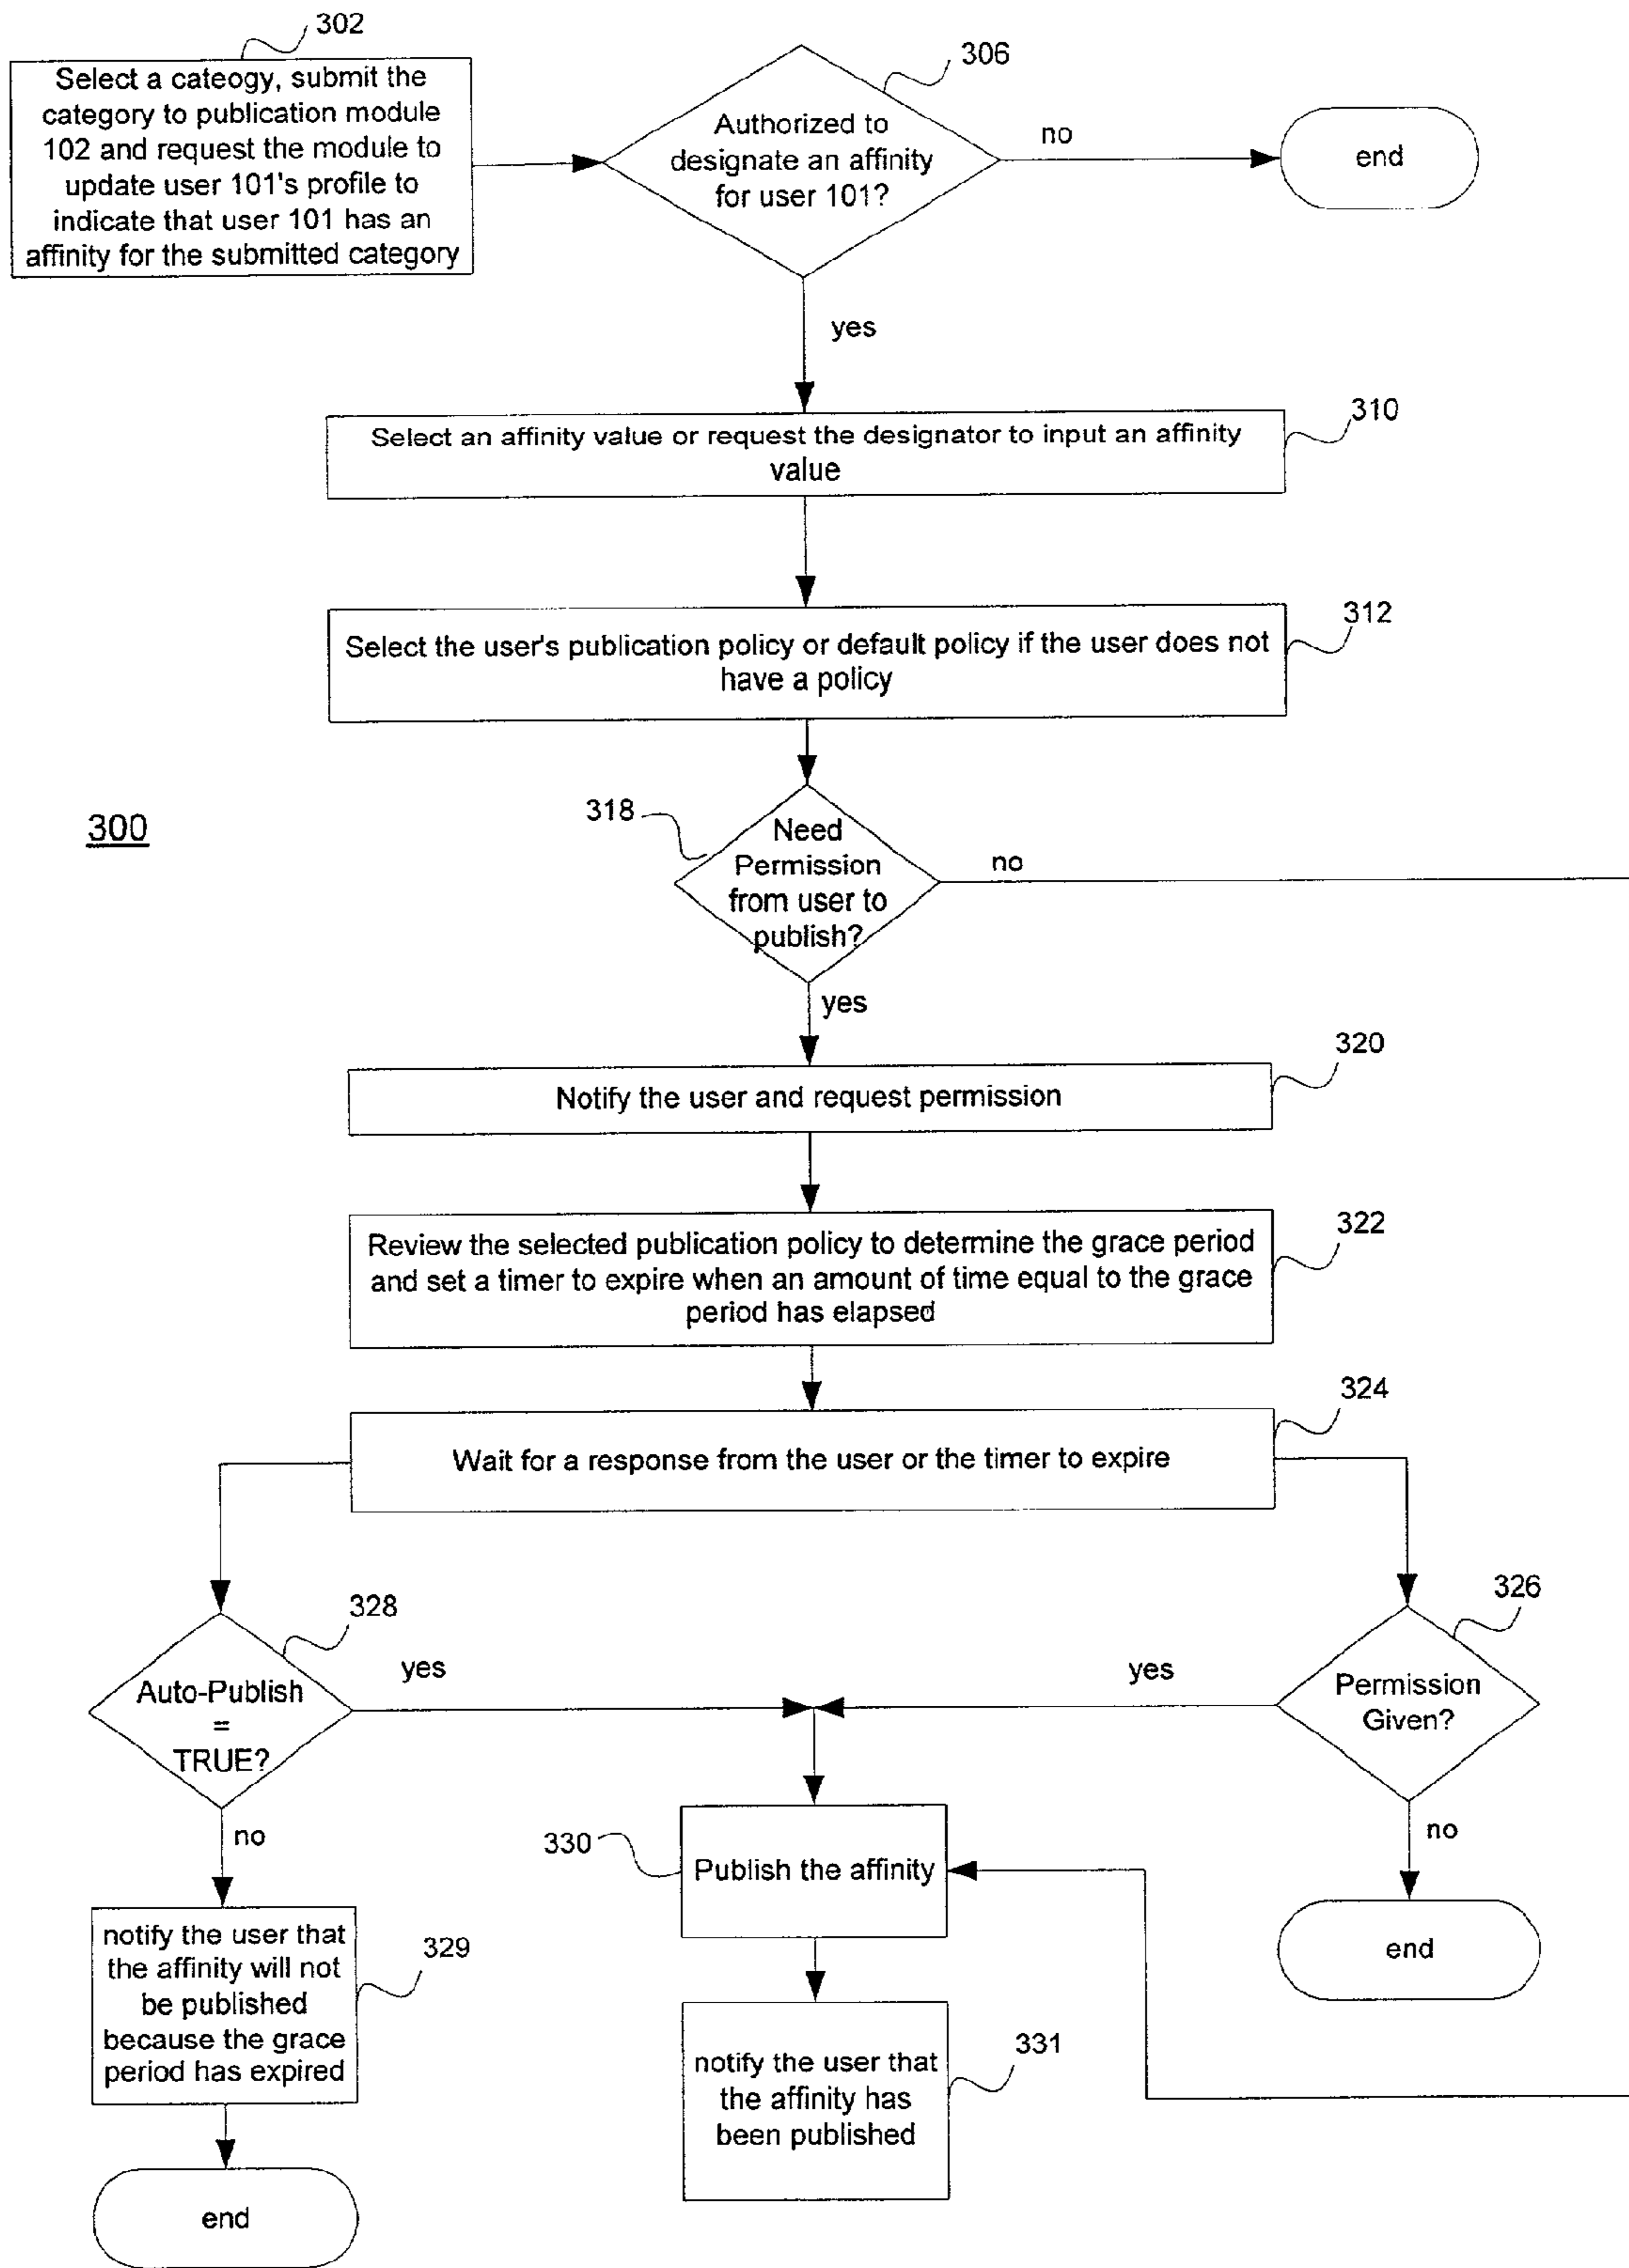 302
Select a cateogy, submit the
category to publication module
102 and request the module to
update user 101's profile to
indicate that user 101 has an
affinity for the submitted category
306
Authorized to
designate an affinity
for user 101?
no
end
yes
310
Select an affinity value or request the designator to input an affinity
value
312
Select the user's publication policy or default policy if the user does not
have a policy
300
318
Need
Permission
from user to
publish?
no
yes
320
Notify the user and request permission
322
Review the selected publication policy to determine the grace period
and set a timer to expire when an amount of time equal to the grace
period has elapsed
324
Wait for a response from the user or the timer to expire
328
Auto-Publish
=
TRUE?
yes
no
326
Permission
Given?
yes
no
end
330
Publish the affinity
329
notify the user that
the affinity will not
be published
because the grace
period has expired
331
notify the user that
the affinity has
been published
end